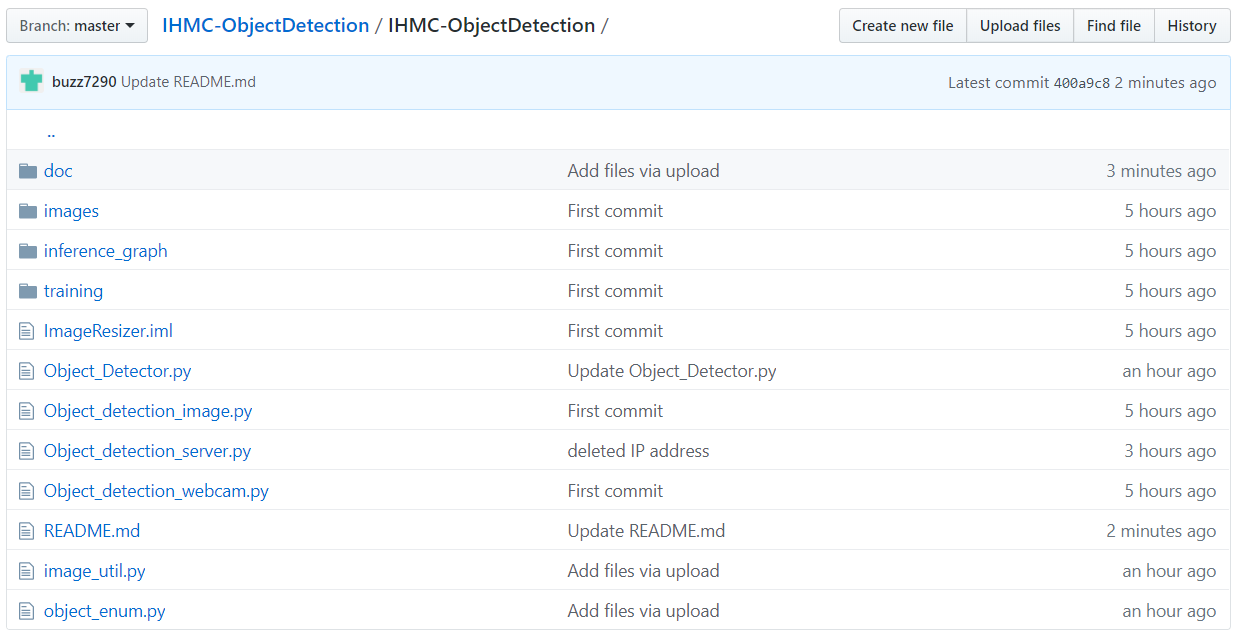 Branch: master IHMC-ObjectDetection / IHMC-ObjectDetection / Create new file Upload files Find file History
buzz7290 Update README.md Latest commit 400a9c8 2 minutes ago
..
doc Add files via upload 3 minutes ago
images First commit 5 hours ago
inference_graph First commit 5 hours ago
training First commit 5 hours ago
ImageResizer.iml First commit 5 hours ago
Object_Detector.py Update Object_Detector.py an hour ago
Object_detection_image.py First commit 5 hours ago
Object_detection_server.py deleted IP address 3 hours ago
Object_detection_webcam.py First commit 5 hours ago
README.md Update README.md 2 minutes ago
image_util.py Add files via upload an hour ago
object_enum.py Add files via upload an hour ago